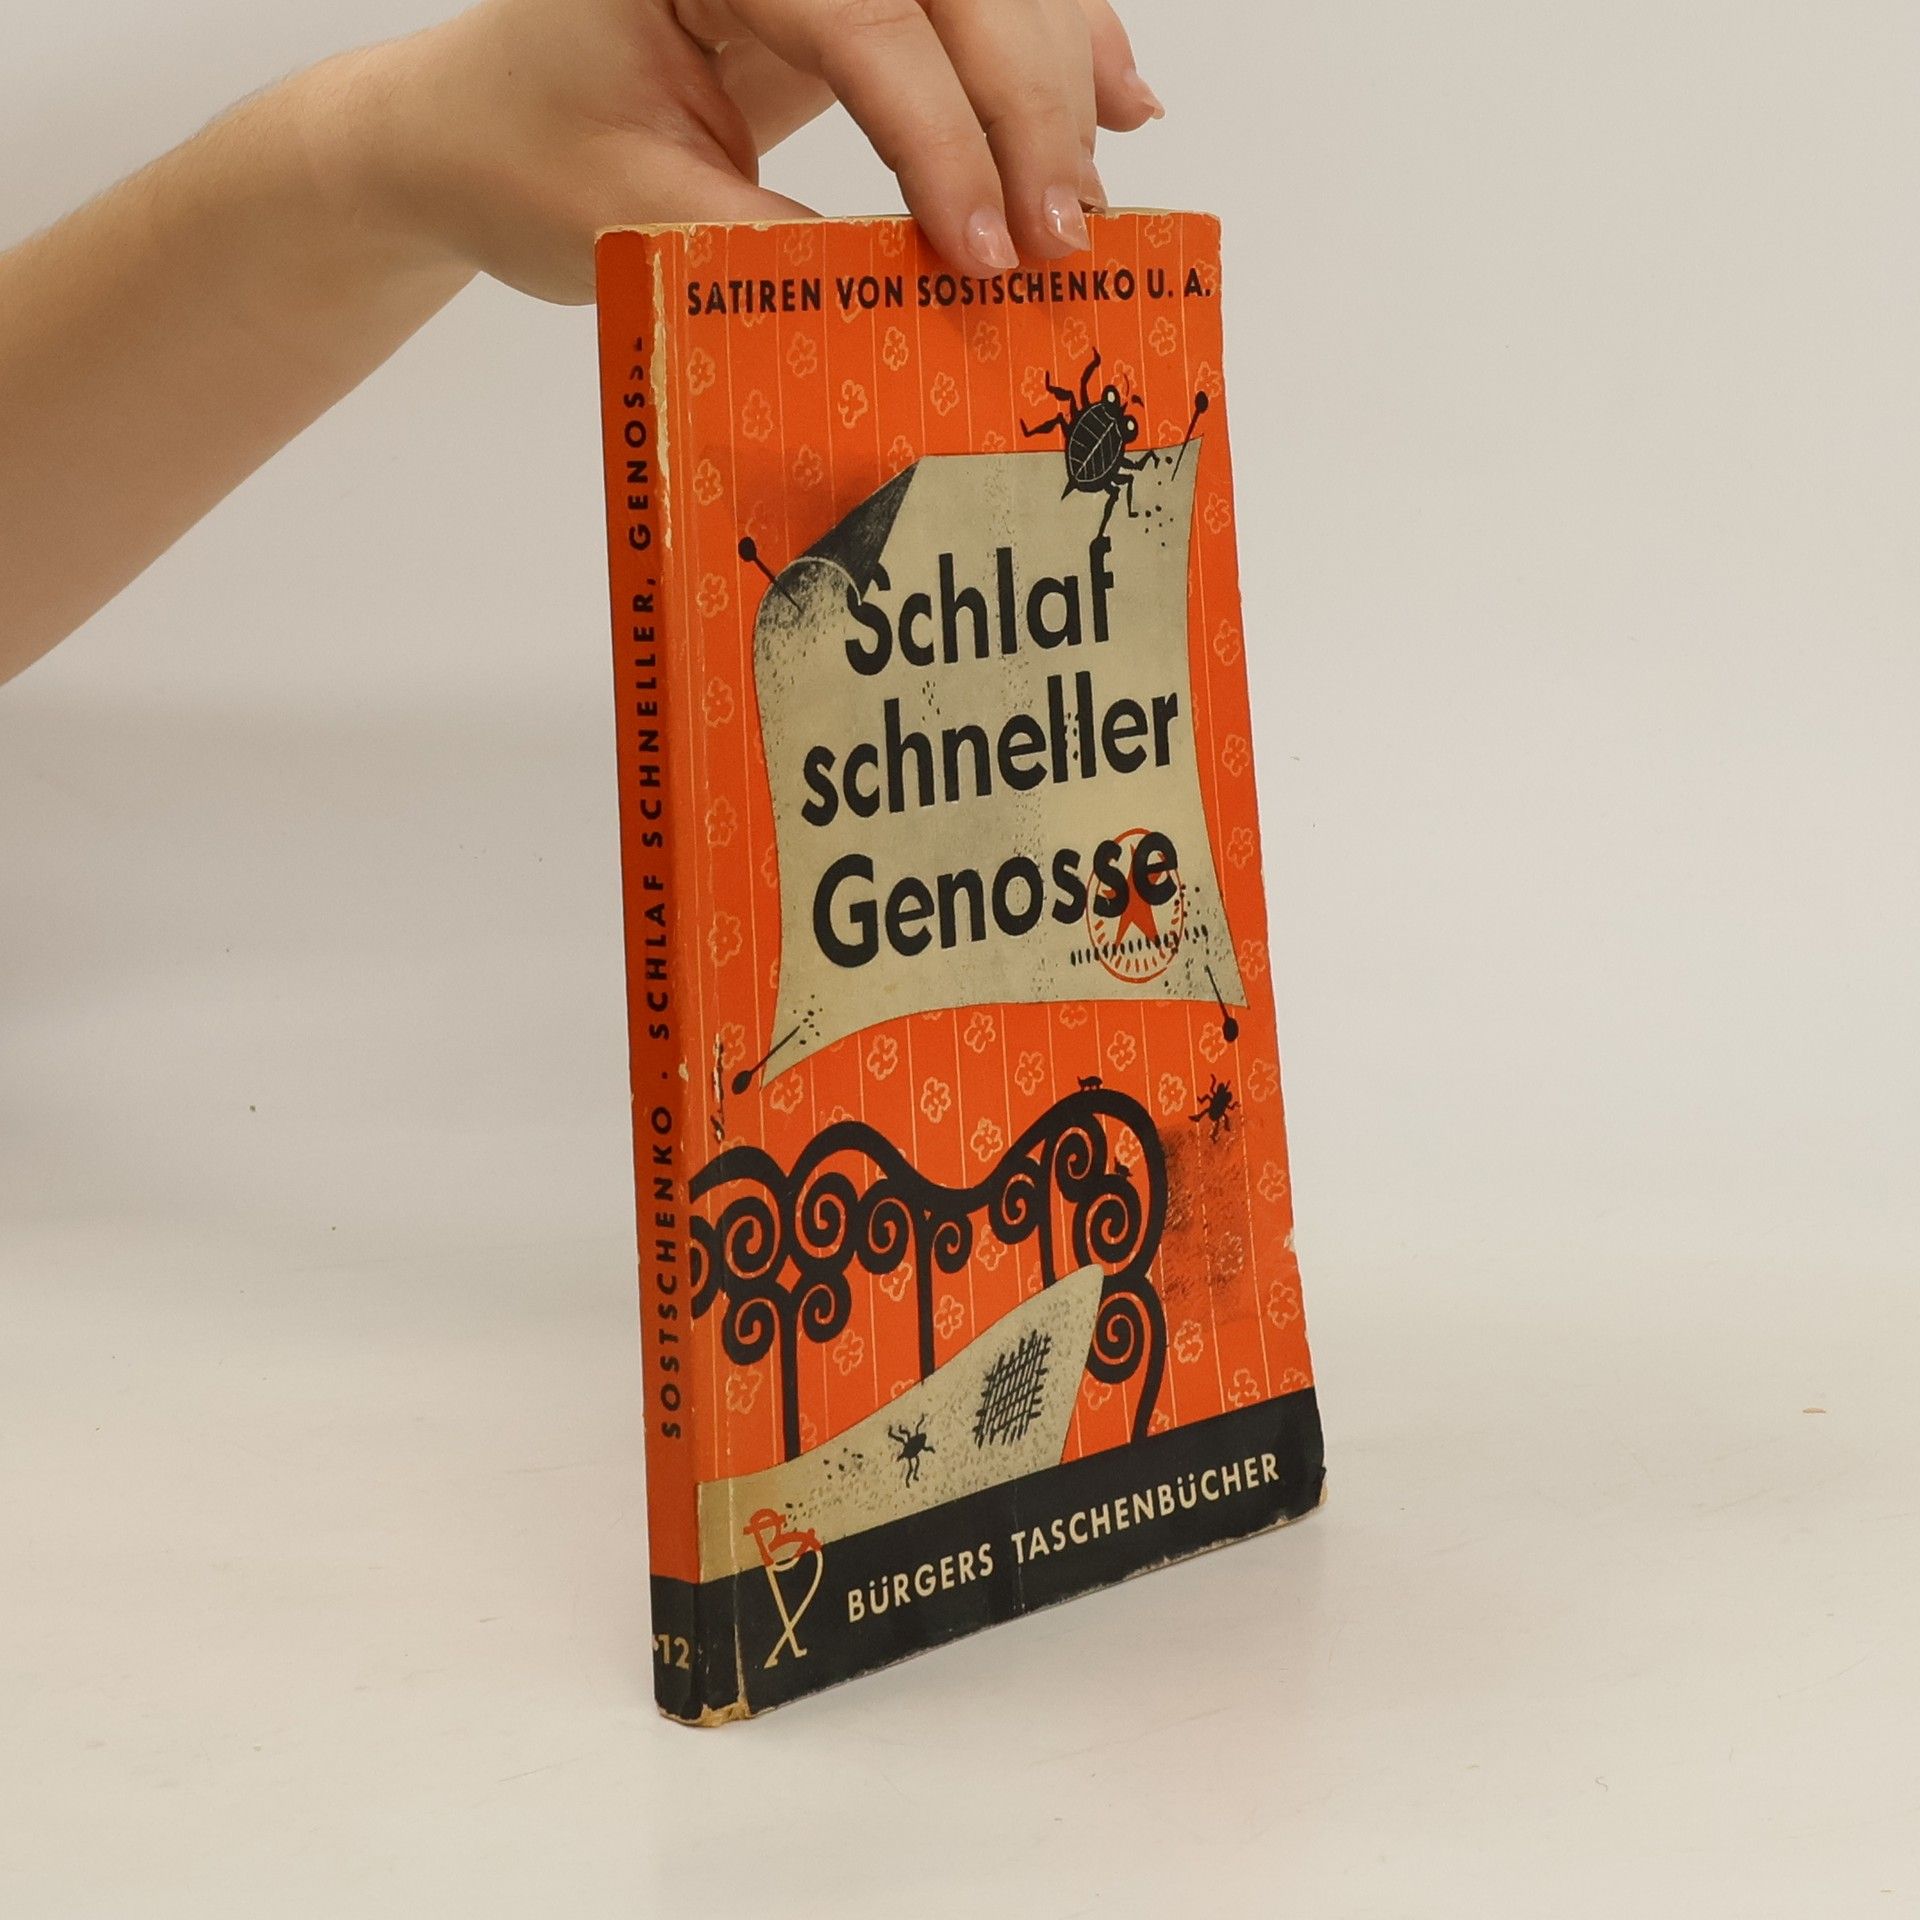 SATIREN VON SOSTSCHENKO U. A.
Schlaf
schneller
Genosse
BÜRGERS TASCHENBÜCHER
SOSTSCHENKO · SCHLAF SCHNELLER, GENOSSE
12